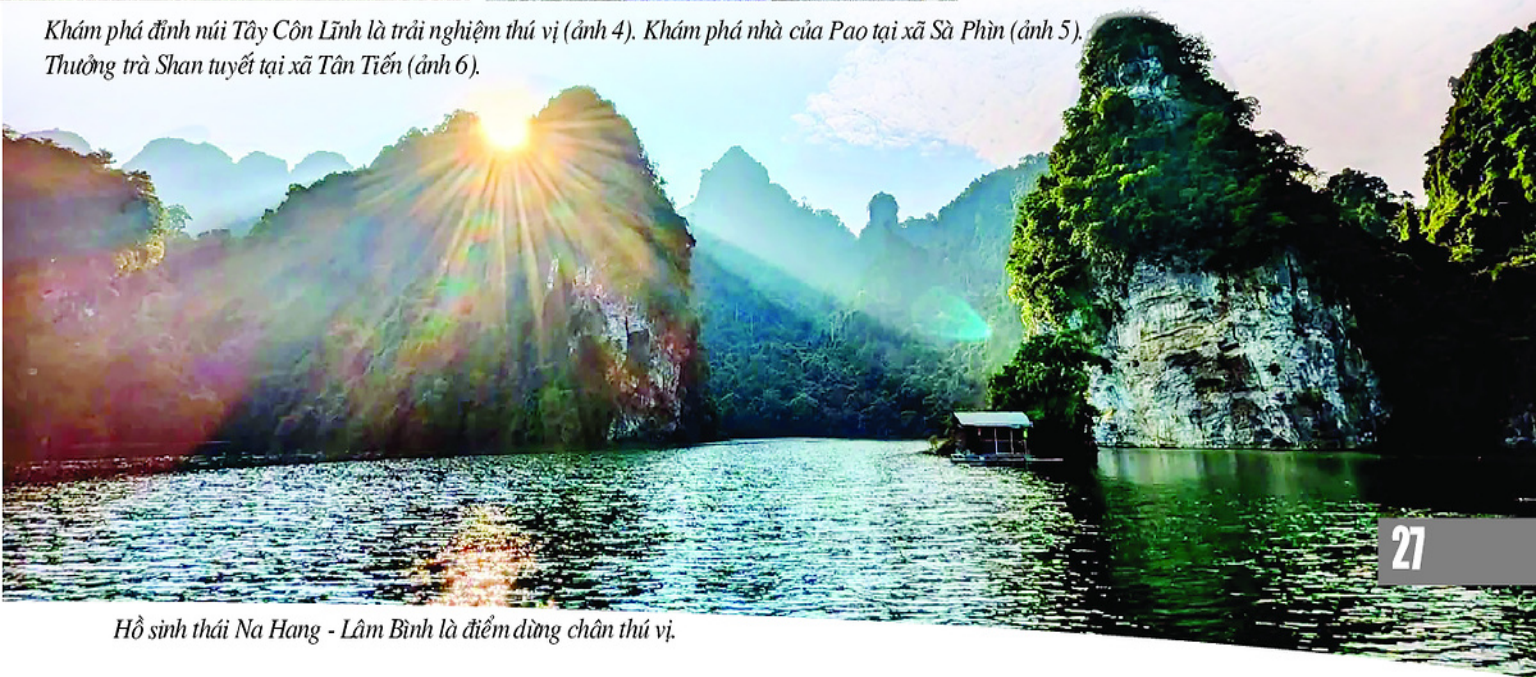 Khám phá đỉnh núi Tây Côn Lĩnh là trải nghiệm thú vị (ảnh 4). Khám phá nhà của Pao tại xã Sà Phìn (ảnh 5).
Thưởng trà Shan tuyết tại xã Tân Tiến (ảnh 6).
27
Hồ sinh thái Na Hang - Lâm Bình là điểm dừng chân thú vị.